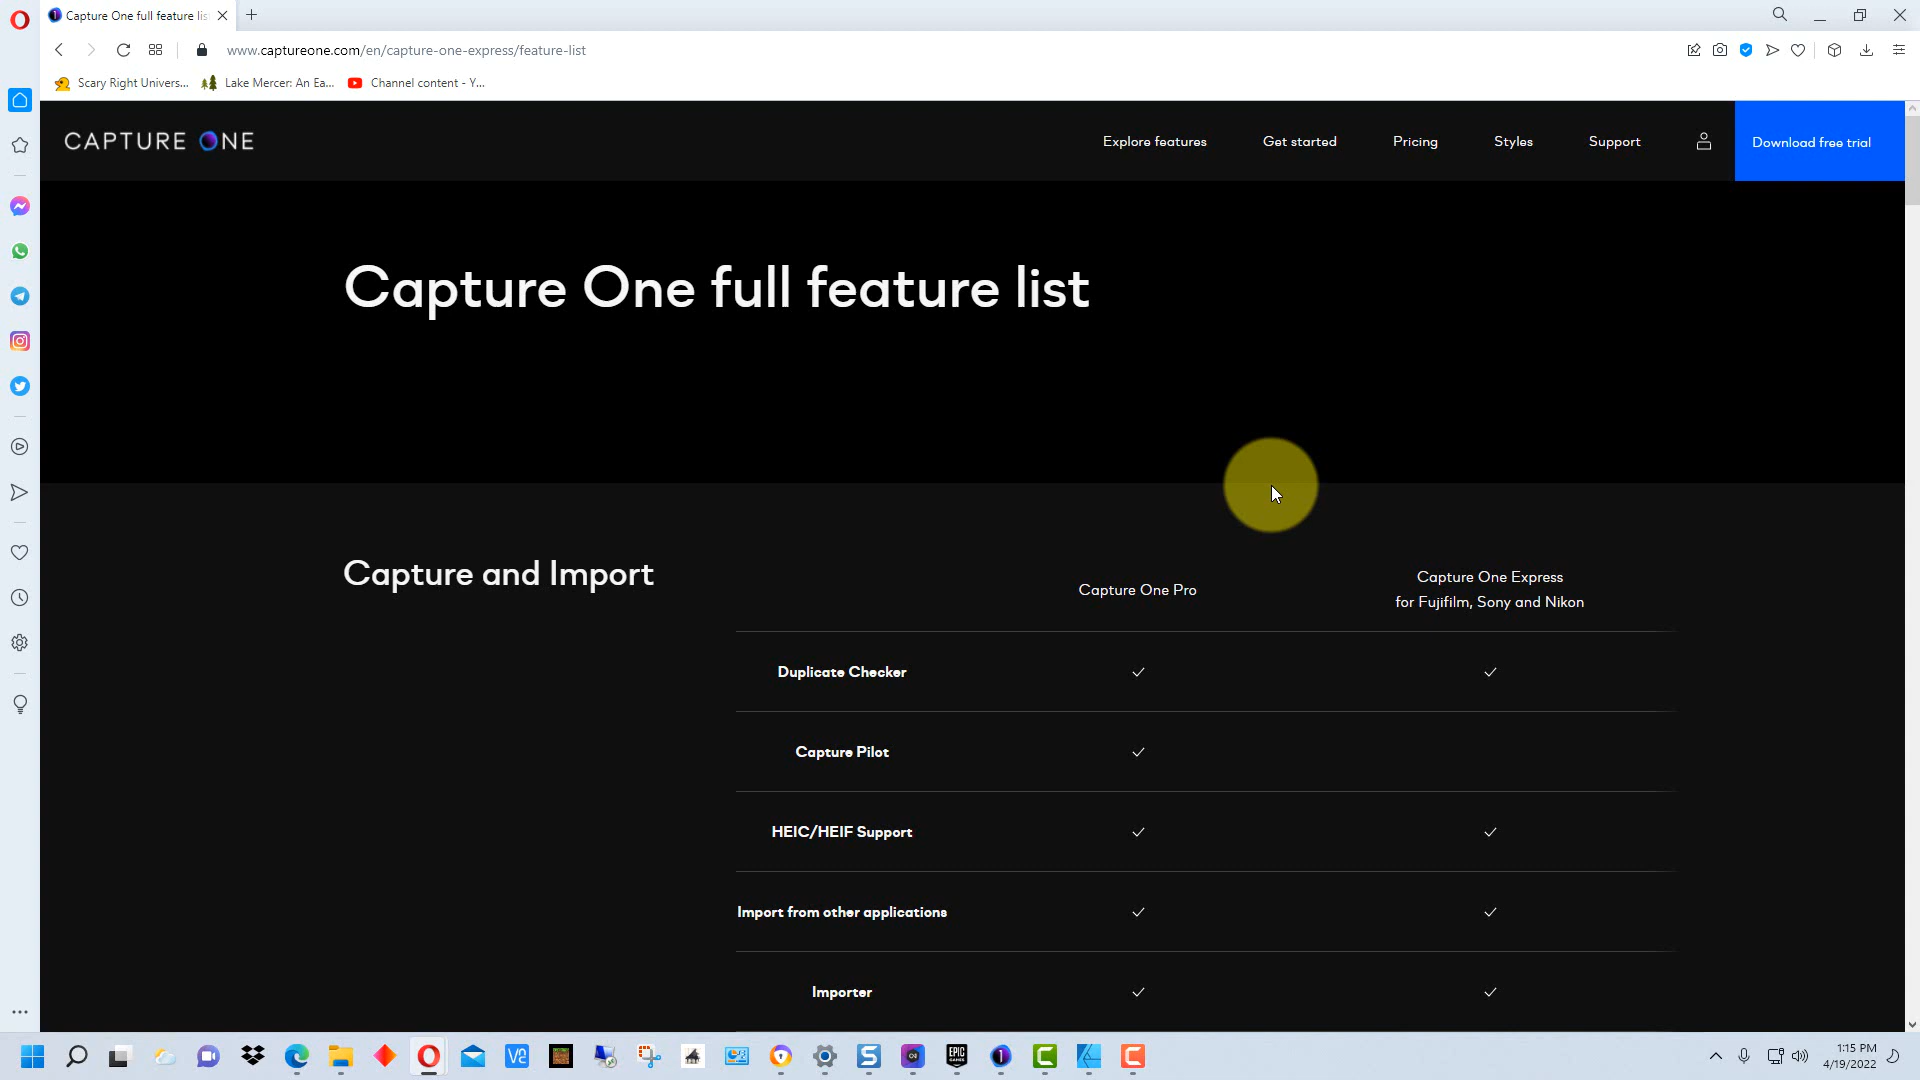 Capture One full feature lis
www.captureone.com/en/capture-one-express/feature-list
Scary Right Univers...
Lake Mercer: An Ea...
Channel content - Y...
CAPTURE ONE
Explore features
Get started
Pricing
Styles
Support
Download free trial
Capture One full feature list
Capture and Import
Capture One Pro
Capture One Express
for Fujifilm, Sony and Nikon
Duplicate Checker
Capture Pilot
HEIC/HEIF Support
Import from other applications
Importer
1:15 PM
4/19/2022